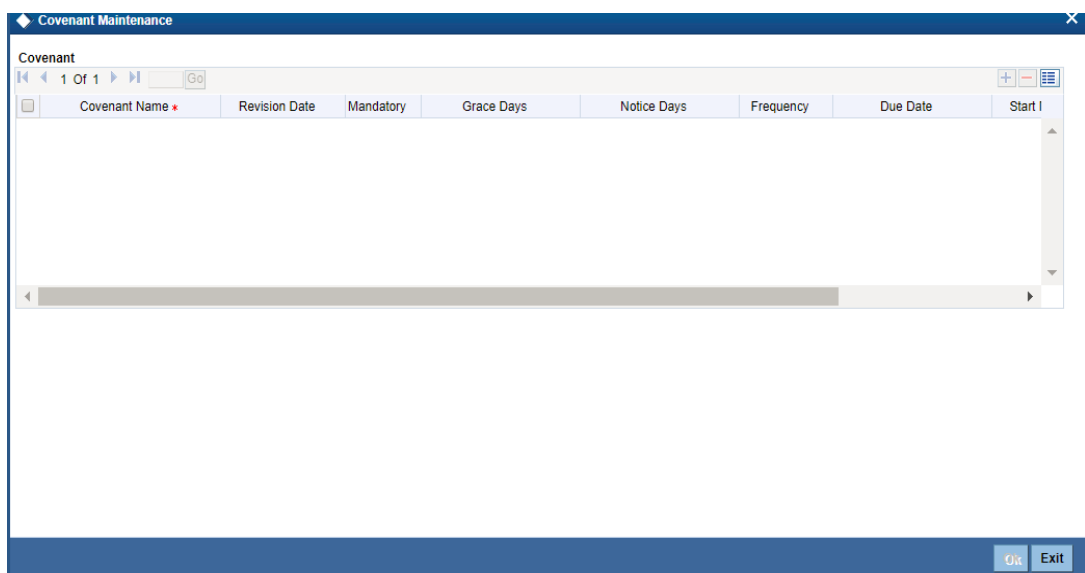 Covenant Maintenance
Covenant
1 Of 1 Go
Covenant Name * Revision Date Mandatory Grace Days Notice Days Frequency Due Date Start I
Ok Exit